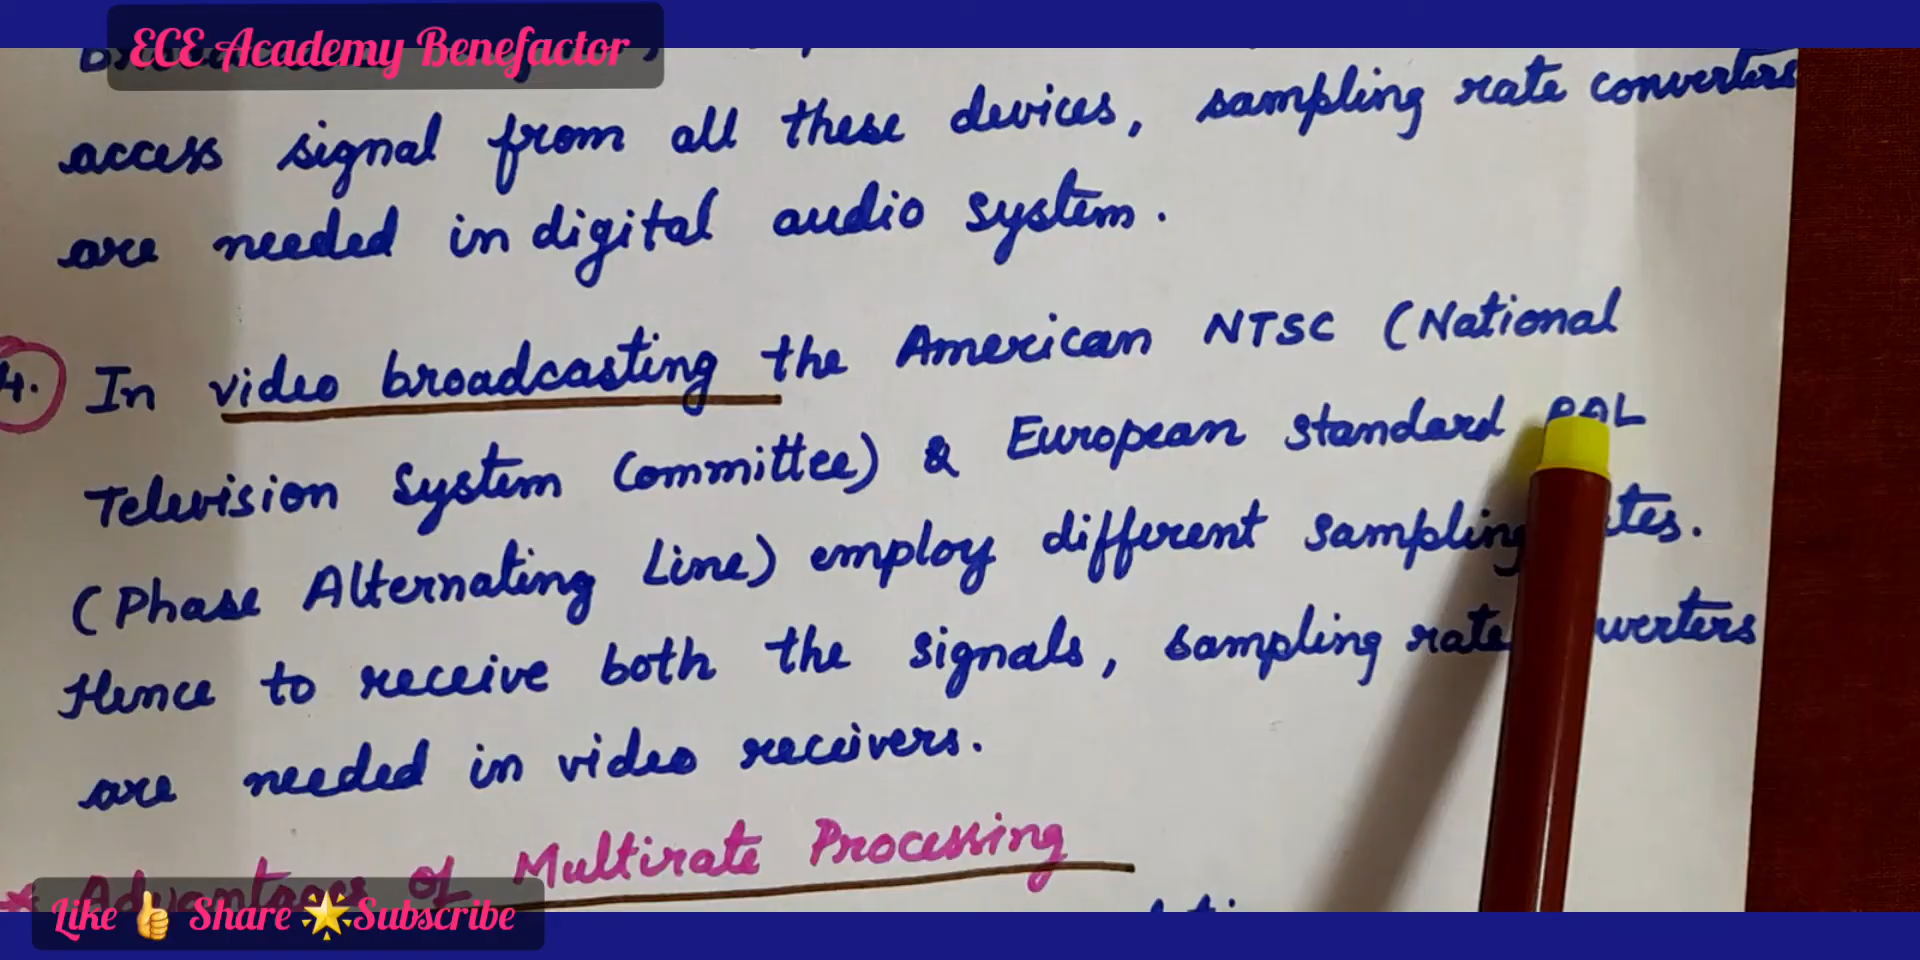 ECE Academy Benefactor
access signal from all these devices, sampling rate converters
are needed in digital audio system.
4. In video broadcasting the American NTSC (National
Television System Committee) & European standard PAL
(Phase Alternating Line) employ different sampling
Hence to receive both the signals, sampling rate
are needed in video receivers.
Advantages of Multirate Processing
Like 👍 Share 🌟Subscribe